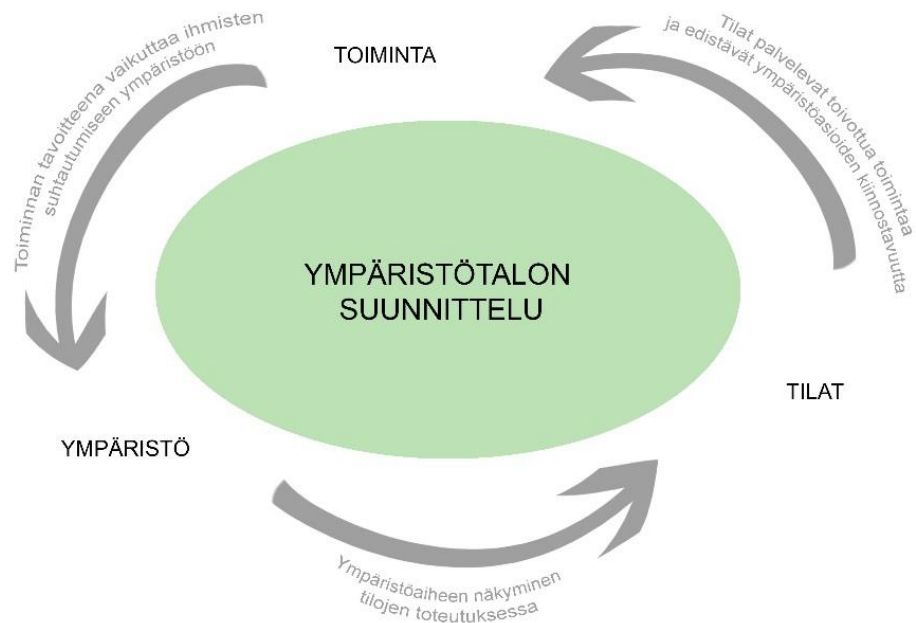 TOIMINTA
Toiminnan tavoitteena vaikuttaa ihmisten
suhtautumiseen ympäristöön
Tilat palvelevat toivottua toimintaa
ja edistävät ympäristöasioiden kiinnostavuutta
YMPÄRISTÖTALON
SUUNNITTELU
TILAT
YMPÄRISTÖ
Ympäristöaiheen näkyminen
tilojen toteutuksessa